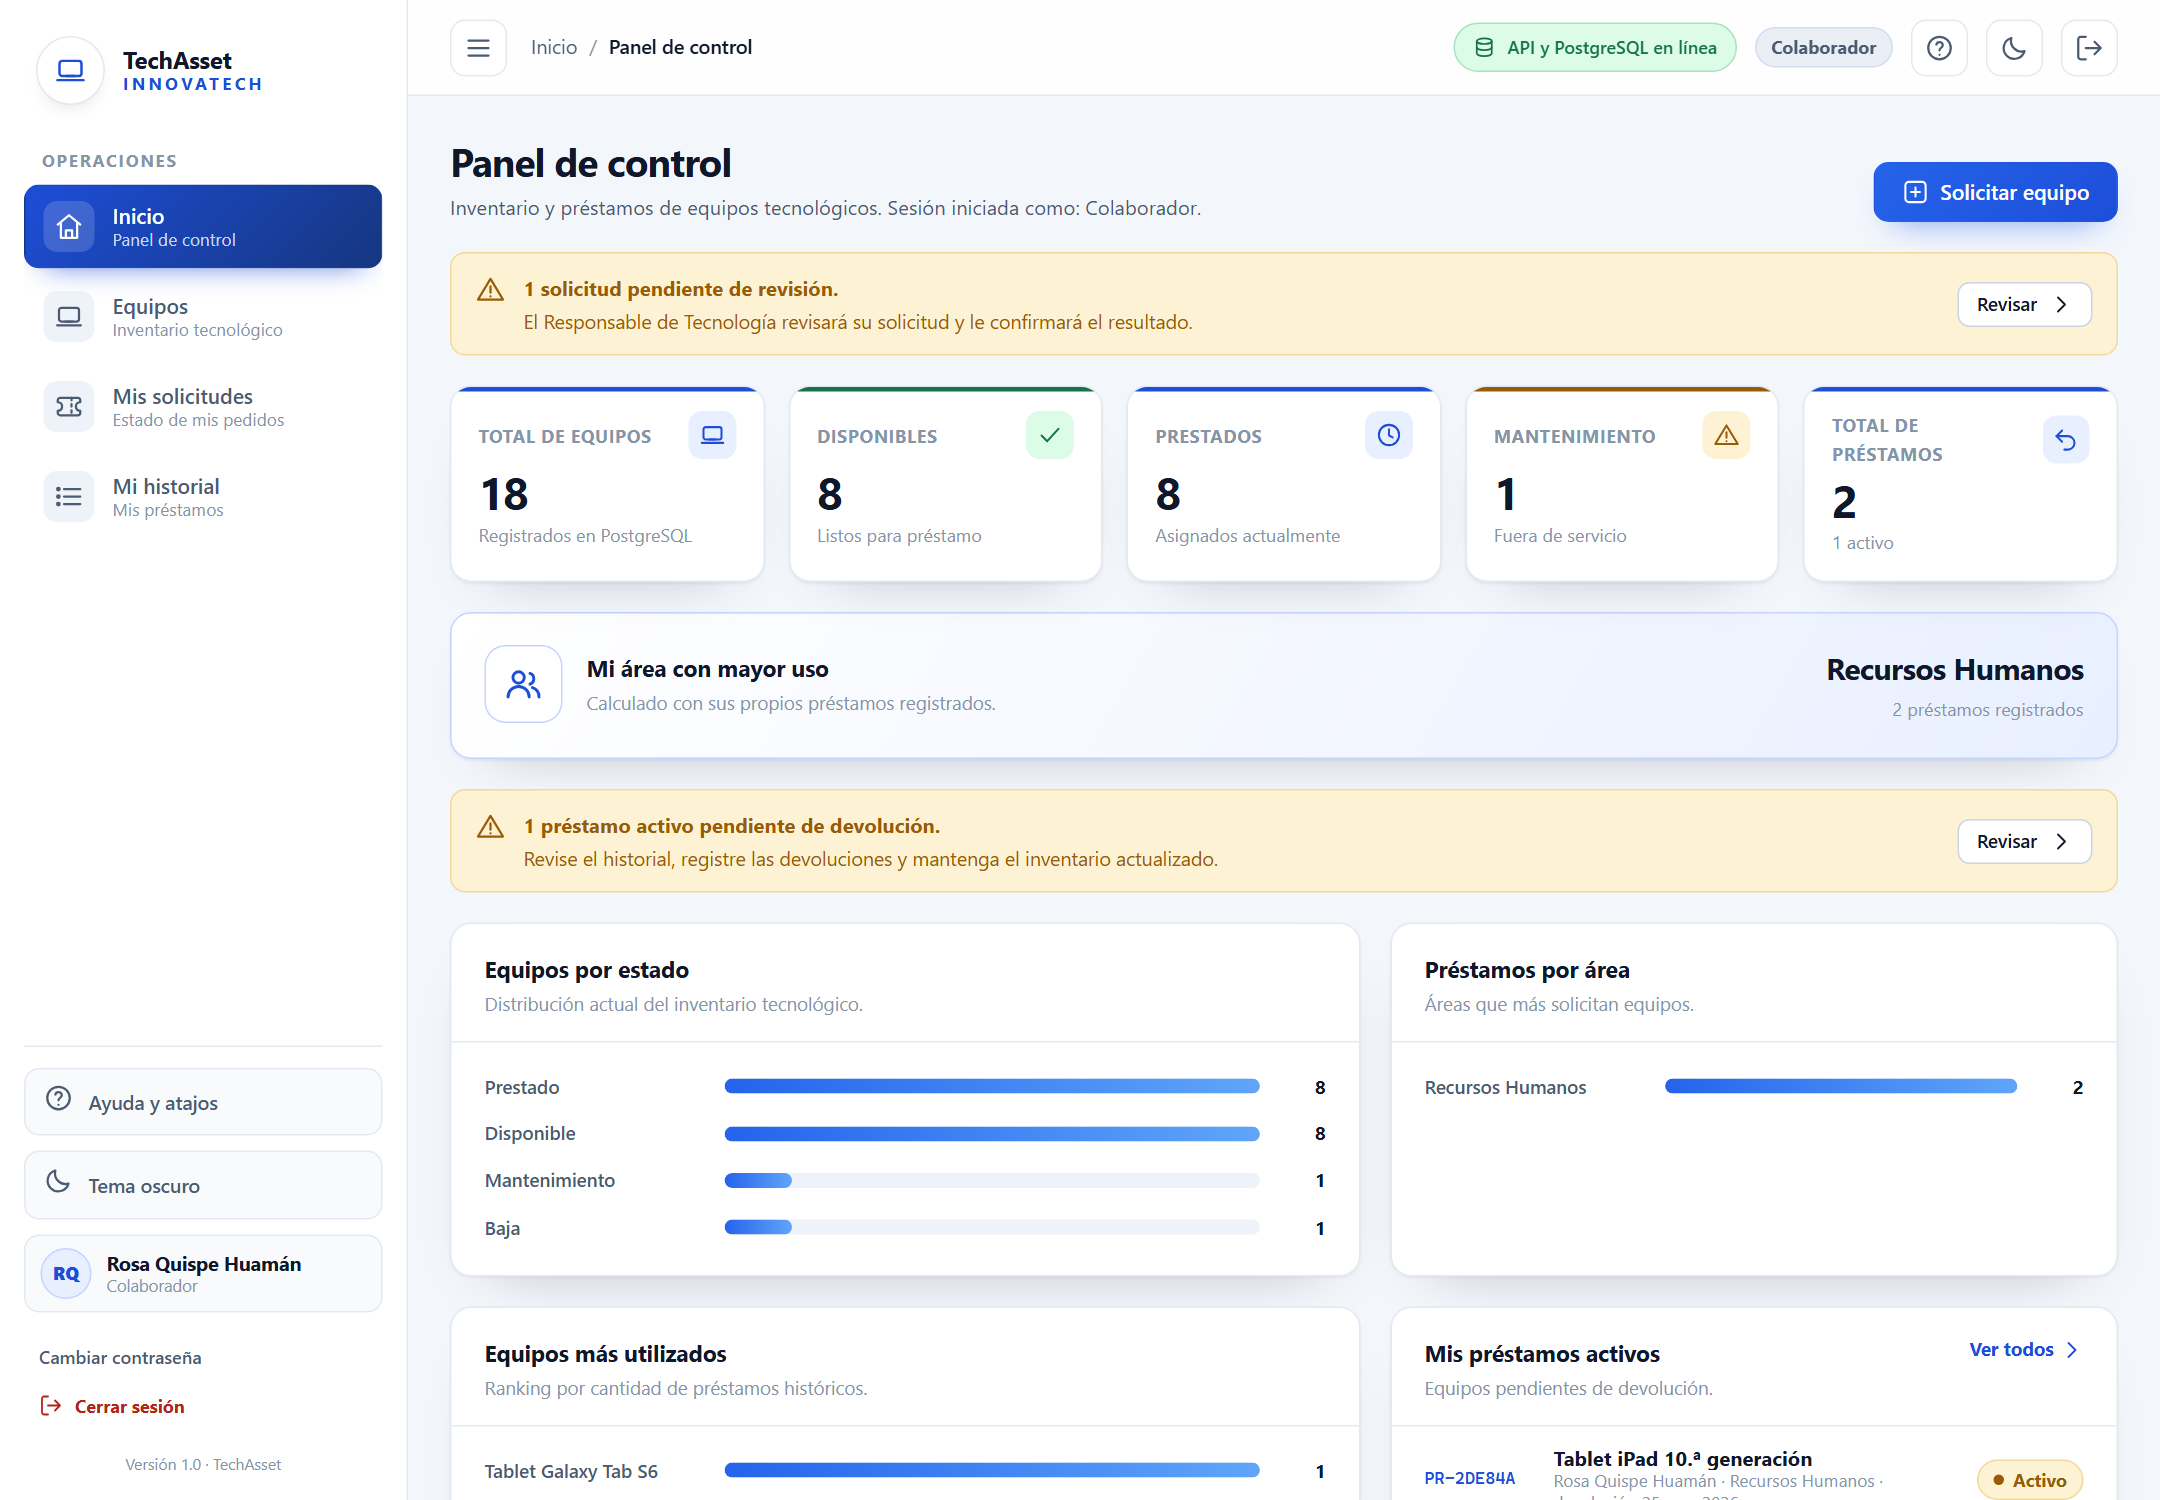 TechAsset
INNOVATECH
OPERACIONES
Inicio
Panel de control
Equipos
Inventario tecnológico
Mis solicitudes
Estado de mis pedidos
Mi historial
Mis préstamos
Ayuda y atajos
Tema oscuro
RQ
Rosa Quispe Huamán
Colaborador
Cambiar contraseña
Cerrar sesión
Versión 1.0 · TechAsset
Inicio / Panel de control
API y PostgreSQL en línea
Colaborador
Panel de control
Inventario y préstamos de equipos tecnológicos. Sesión iniciada como: Colaborador.
Solicitar equipo
1 solicitud pendiente de revisión.
El Responsable de Tecnología revisará su solicitud y le confirmará el resultado.
Revisar
TOTAL DE EQUIPOS
18
Registrados en PostgreSQL
DISPONIBLES
8
Listos para préstamo
PRESTADOS
8
Asignados actualmente
MANTENIMIENTO
1
Fuera de servicio
TOTAL DE
PRÉSTAMOS
2
1 activo
Mi área con mayor uso
Calculado con sus propios préstamos registrados.
Recursos Humanos
2 préstamos registrados
1 préstamo activo pendiente de devolución.
Revise el historial, registre las devoluciones y mantenga el inventario actualizado.
Revisar
Equipos por estado
Distribución actual del inventario tecnológico.
Prestado 8
Disponible 8
Mantenimiento 1
Baja 1
Préstamos por área
Áreas que más solicitan equipos.
Recursos Humanos 2
Equipos más utilizados
Ranking por cantidad de préstamos históricos.
Tablet Galaxy Tab S6 1
Mis préstamos activos
Equipos pendientes de devolución.
Ver todos
PR-2DE84A
Tablet iPad 10.ª generación
Rosa Quispe Huamán · Recursos Humanos ·
Activo